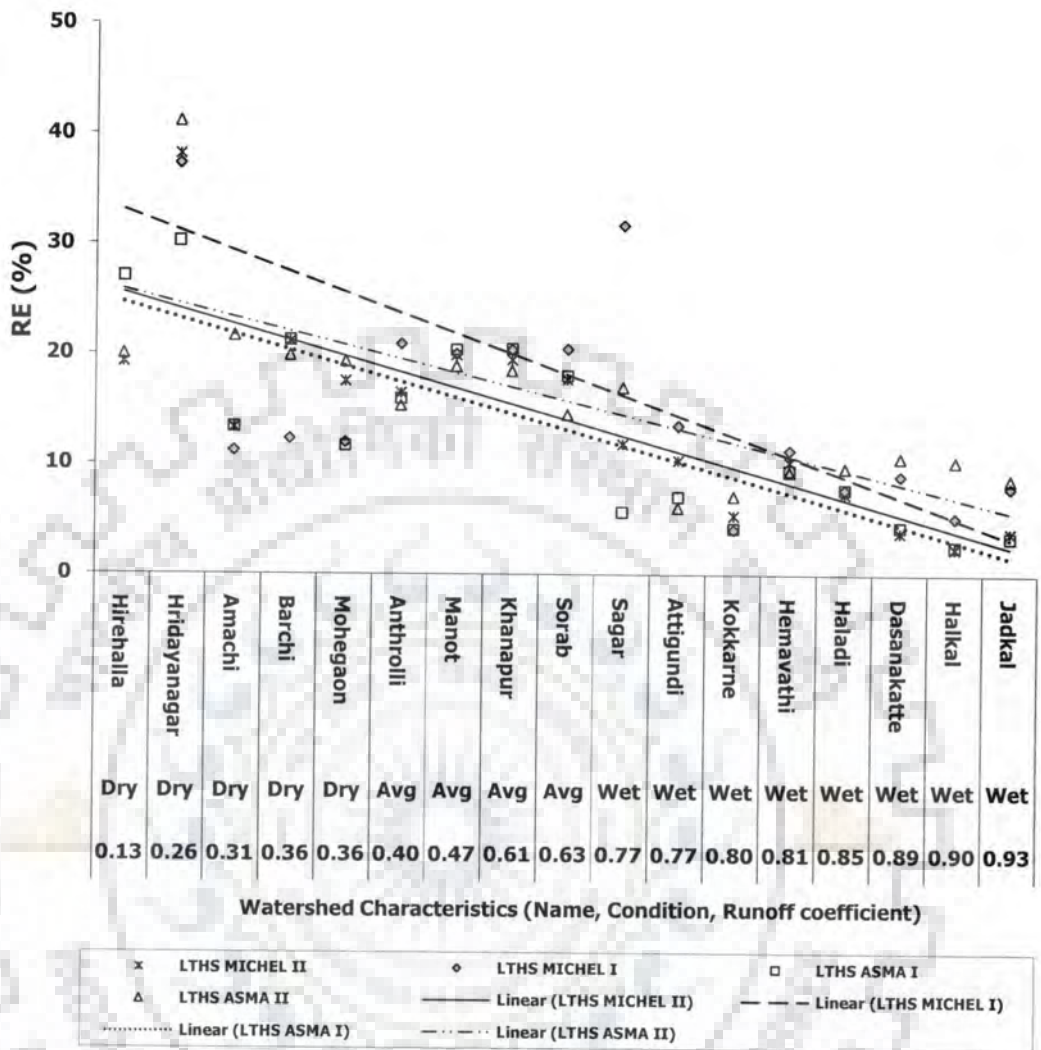 50
40
30
20
10
0
RE (%)
Hirehalla Hridayanagar Amachi Barchi Mohegaon Anthrolli Manot Khanapur Sorab Sagar Attigundi Kokkarne Hemavathi Haladi Dasanakatte Halkal Jadkal
Dry Dry Dry Dry Dry Avg Avg Avg Avg Wet Wet Wet Wet Wet Wet Wet Wet
0.13 0.26 0.31 0.36 0.36 0.40 0.47 0.61 0.63 0.77 0.77 0.80 0.81 0.85 0.89 0.90 0.93
Watershed Characteristics (Name, Condition, Runoff coefficient)
LTHS MICHEL II LTHS MICHEL I LTHS ASMA I
LTHS ASMA II Linear (LTHS MICHEL II) Linear (LTHS MICHEL I)
Linear (LTHS ASMA I) Linear (LTHS ASMA II)